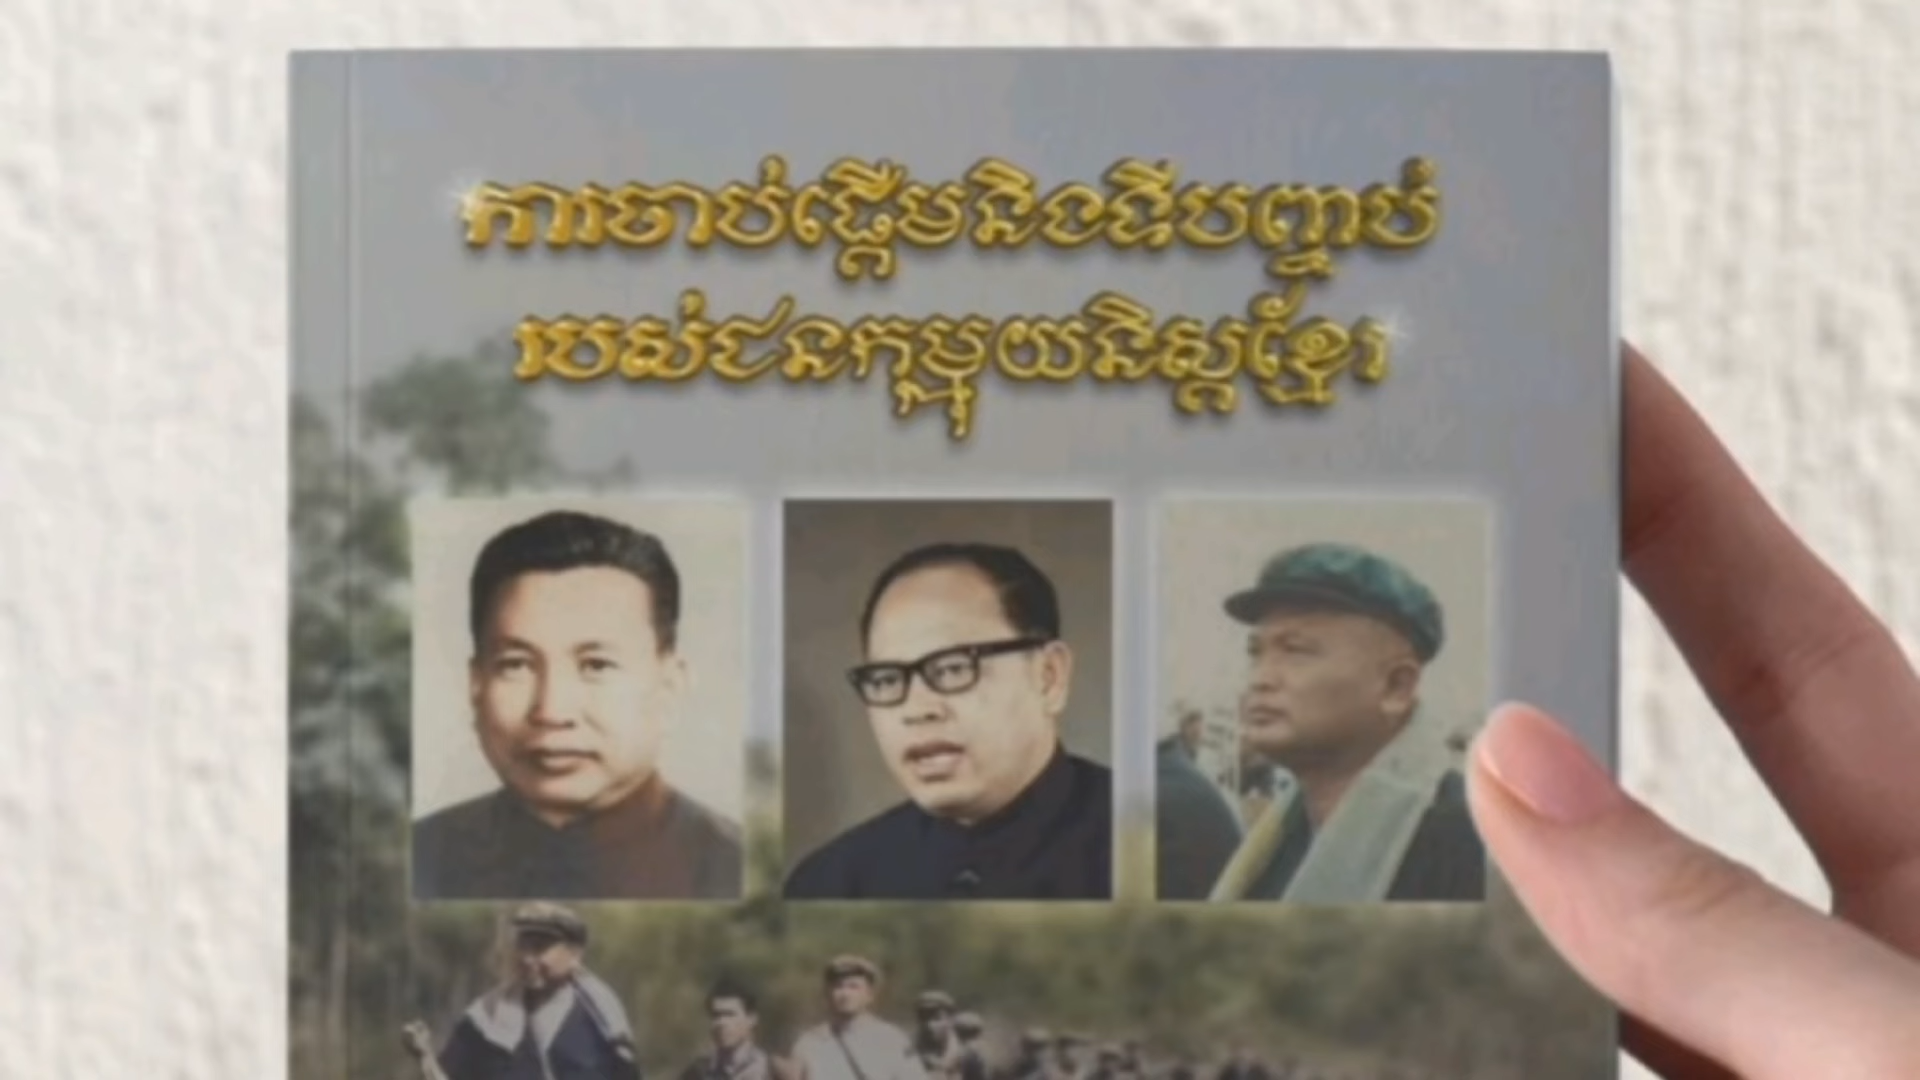 ការចាប់ផ្ដើមនិងទីបញ្ចប់
របស់ជនកុម្មុយនិស្តខ្មែរ